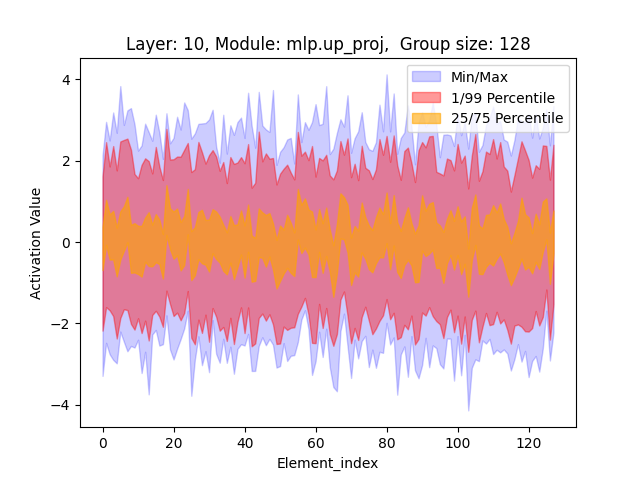 Layer: 10, Module: mlp.up_proj,  Group size: 128
Min/Max
1/99 Percentile
25/75 Percentile
Activation Value
4
2
0
−2
−4
0 20 40 60 80 100 120
Element_index